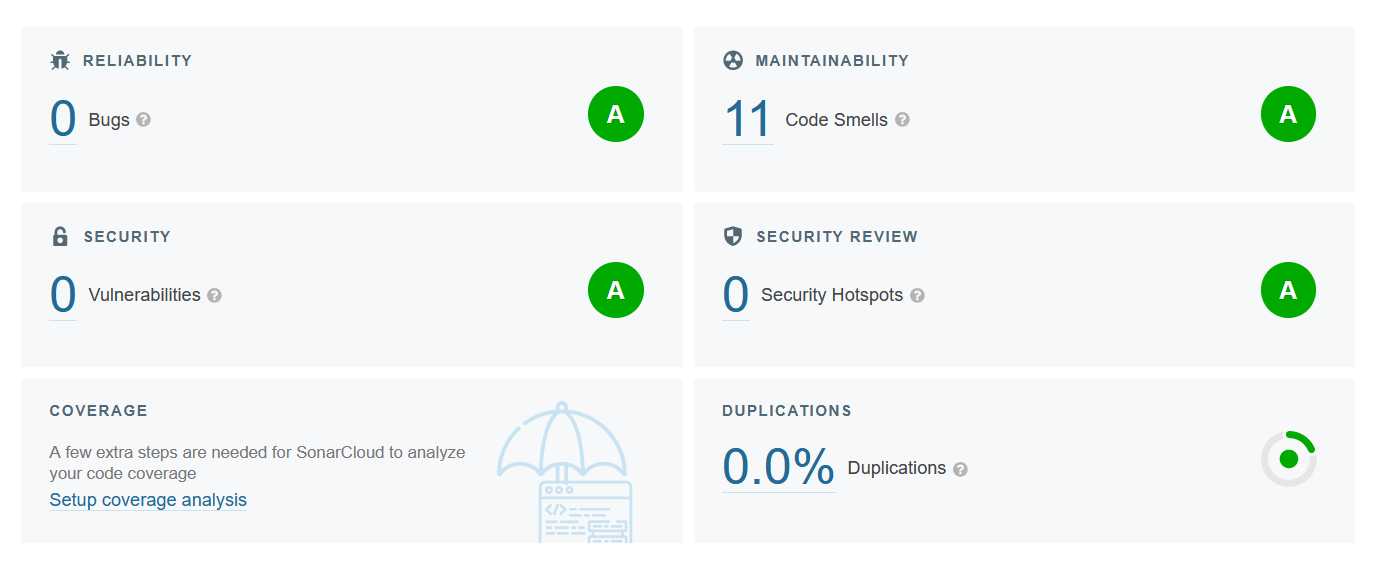 RELIABILITY
0 Bugs ?
A
MAINTAINABILITY
11 Code Smells ?
A
SECURITY
0 Vulnerabilities ?
A
SECURITY REVIEW
0 Security Hotspots ?
A
COVERAGE
A few extra steps are needed for SonarCloud to analyze
your code coverage
Setup coverage analysis
</>
DUPLICATIONS
0.0% Duplications ?